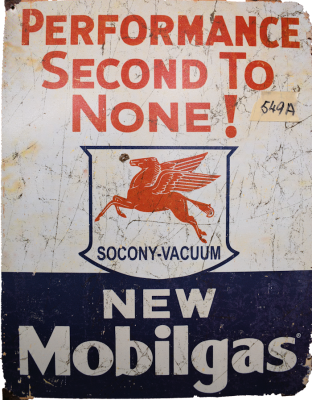 PERFORMANCE
SECOND TO
NONE!
549A
SOCONY-VACUUM
NEW
Mobilgas